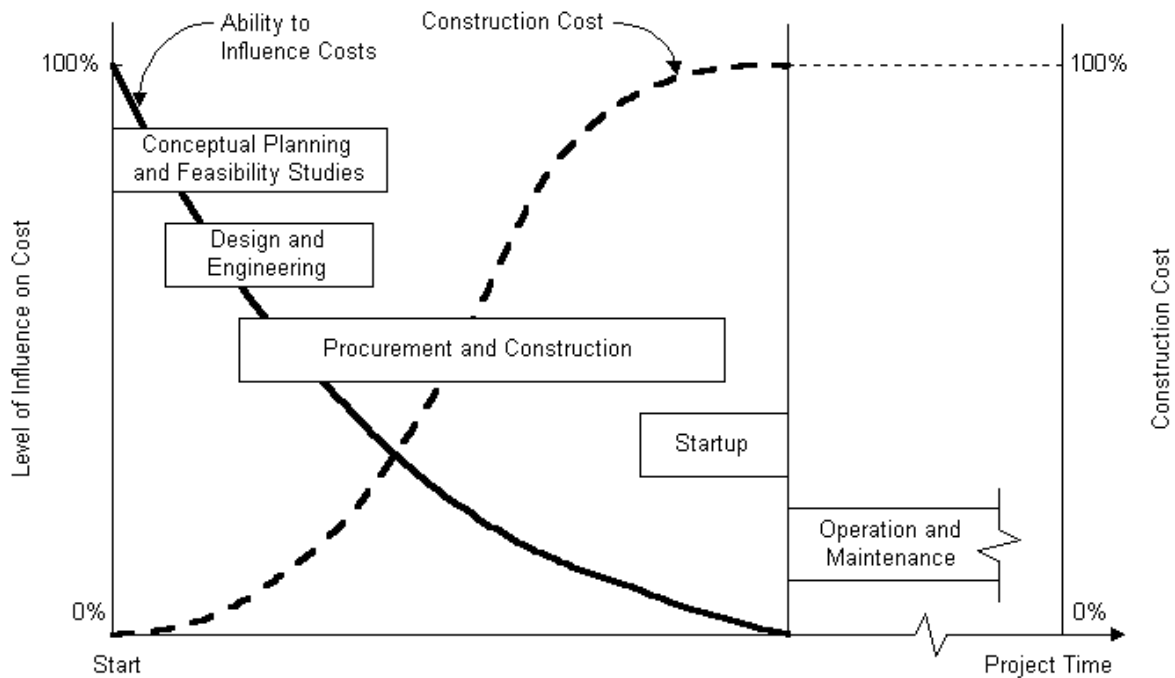 Ability to
Influence Costs
Construction Cost
100%
100%
Conceptual Planning
and Feasibility Studies
Design and
Engineering
Procurement and Construction
Startup
Operation and
Maintenance
Level of Influence on Cost
Construction Cost
0%
0%
Start
Project Time